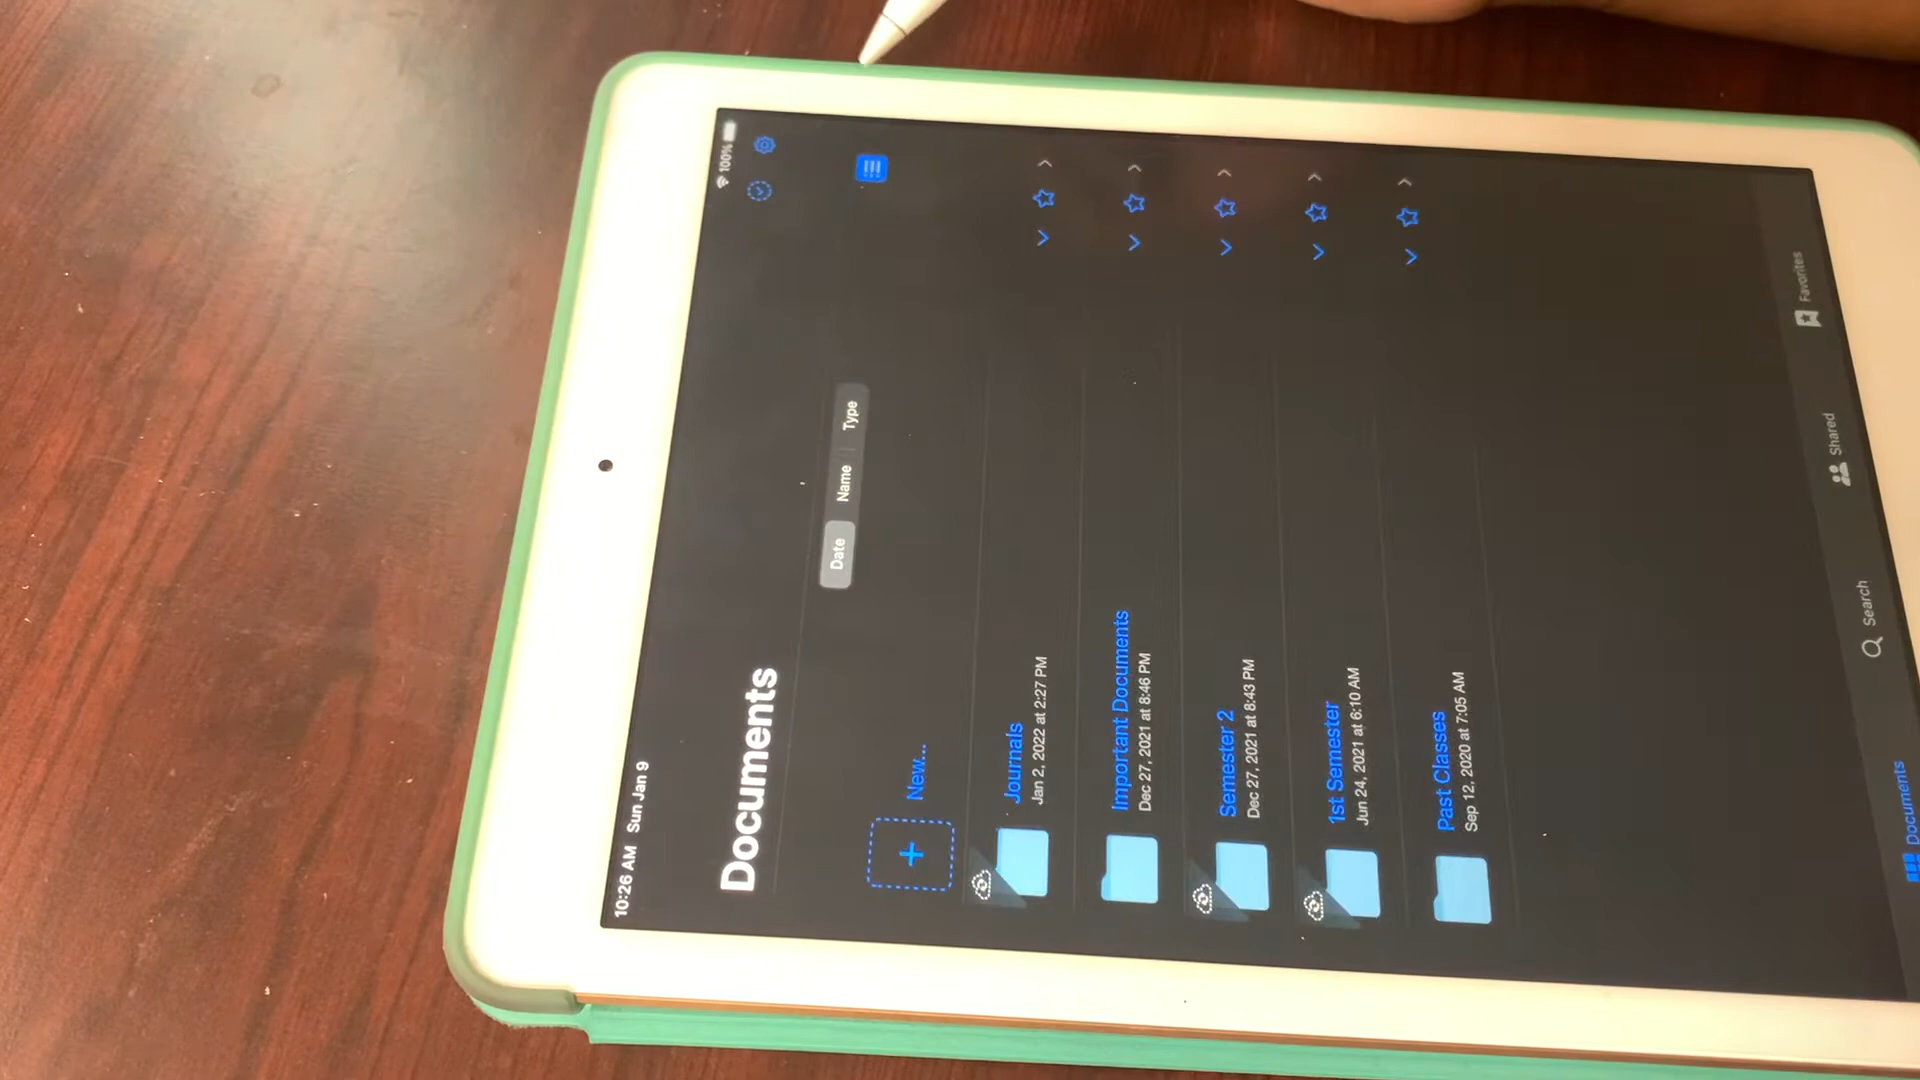 10:26 AM Sun Jan 9
100%
Documents
Date Name Type
New...
Journals
Jan 2, 2022 at 2:27 PM
Important Documents
Dec 27, 2021 at 8:46 PM
Semester 2
Dec 27, 2021 at 8:43 PM
1st Semester
Jun 24, 2021 at 6:10 AM
Past Classes
Sep 12, 2020 at 7:05 AM
Documents
Search
Shared
Favorites